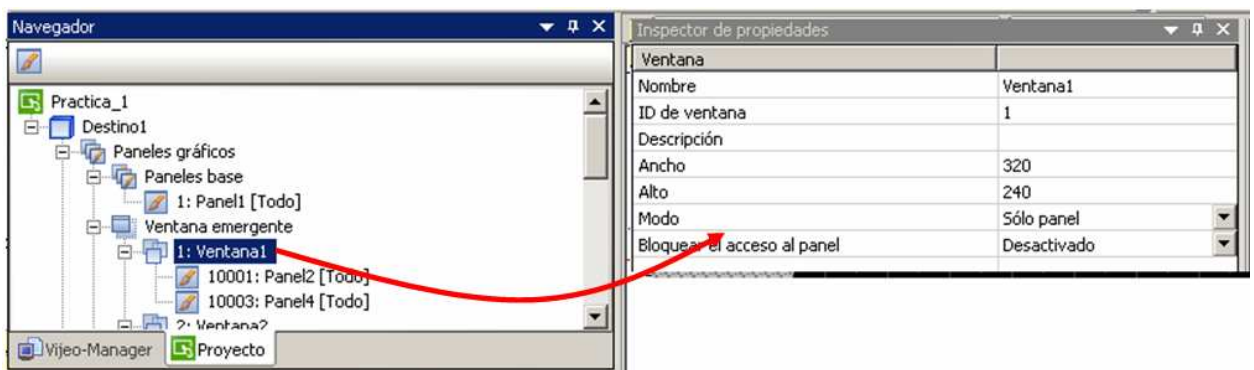 Navegador
Practica_1
Destino1
Paneles gráficos
Paneles base
1: Panel1 [Todo]
Ventana emergente
1: Ventana1
10001: Panel2 [Todo]
10003: Panel4 [Todo]
2: Ventana2
Vijeo-Manager
Proyecto
Inspector de propiedades
Ventana
Nombre Ventana1
ID de ventana 1
Descripción
Ancho 320
Alto 240
Modo Sólo panel
Bloquear el acceso al panel Desactivado